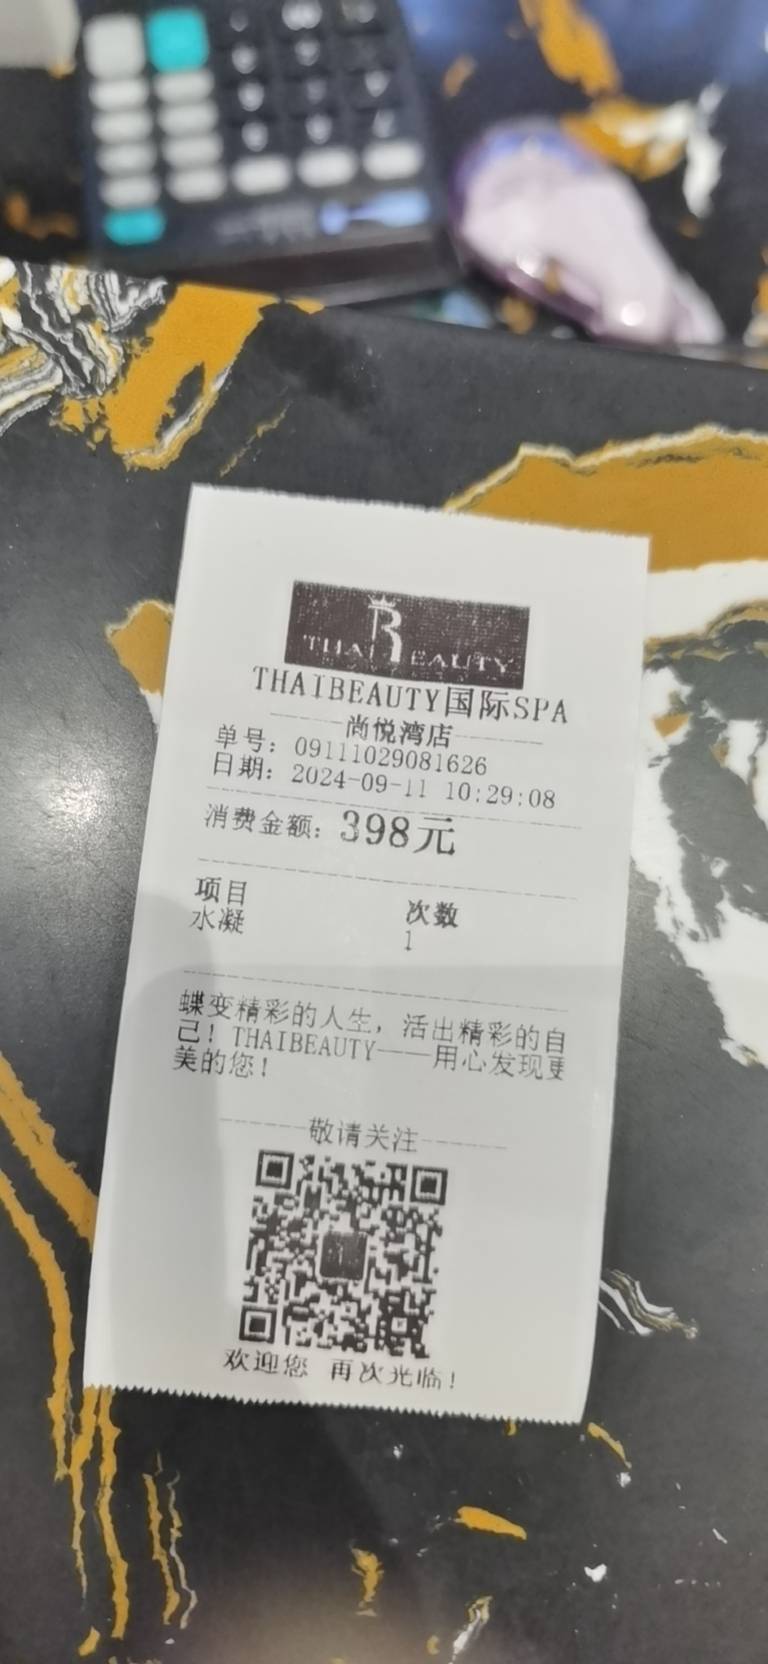 THAI BEAUTY
THAIBEAUTY国际SPA
尚悦湾店
单号: 09111029081626
日期: 2024-09-11 10:29:08
消费金额: 398元
项目 次数
水凝 1
蝶变精彩的人生，活出精彩的自
己！THAIBEAUTY——用心发现更
美的您！
敬请关注
欢迎您 再次光临！